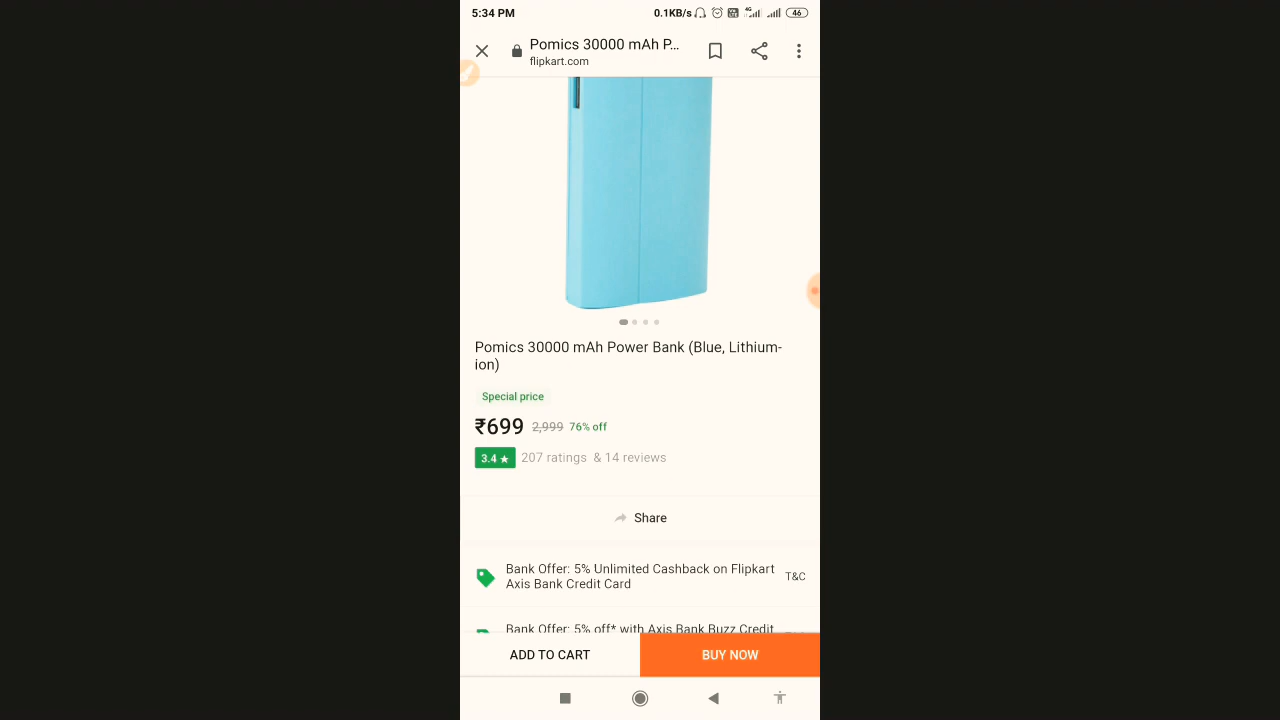 5:34 PM
0.1KB/s
4G
46
Pomics 30000 mAh P...
flipkart.com
Pomics 30000 mAh Power Bank (Blue, Lithium-
ion)
Special price
₹699 2,999 76% off
3.4 ★ 207 ratings & 14 reviews
Share
Bank Offer: 5% Unlimited Cashback on Flipkart
Axis Bank Credit Card
T&C
Bank Offer: 5% off* with Axis Bank Buzz Credit
ADD TO CART
BUY NOW